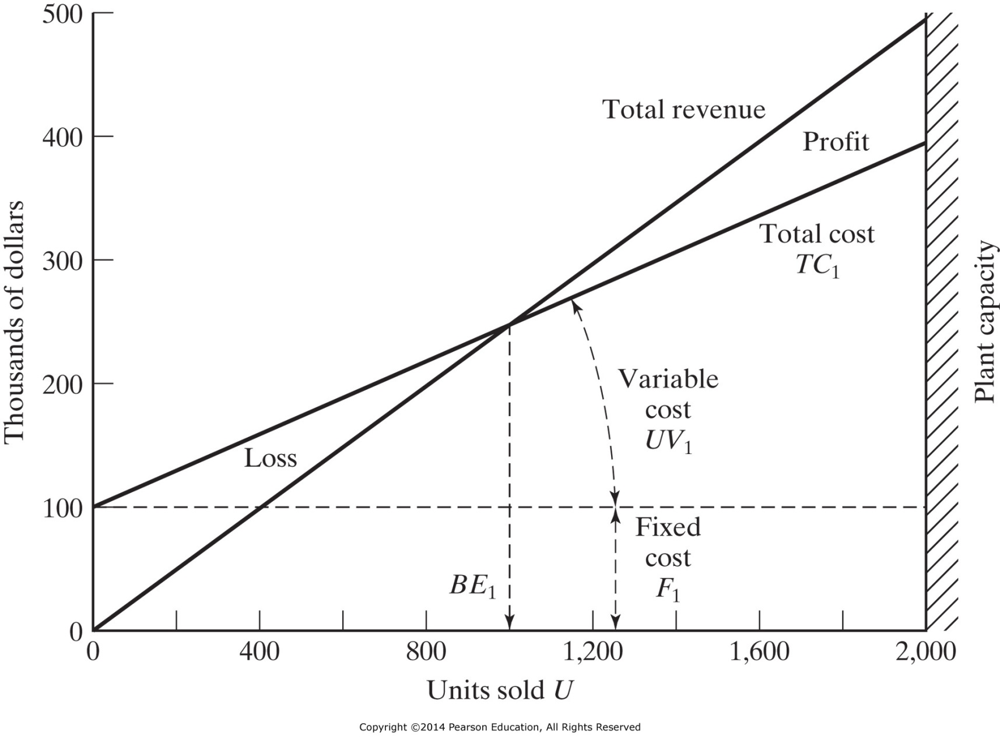 500
400
300
200
100
0
Thousands of dollars
Total revenue
Profit
Total cost
TC1
Variable
cost
UV1
Loss
Fixed
cost
F1
BE1
Plant capacity
0
400
800
1,200
1,600
2,000
Units sold U
Copyright ©2014 Pearson Education, All Rights Reserved